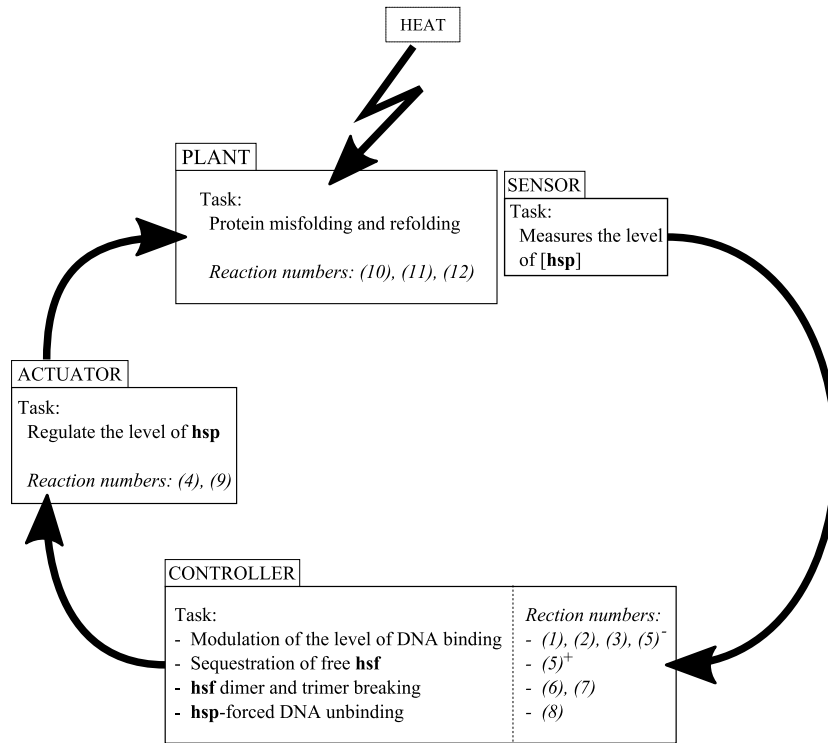 HEAT
PLANT
Task:
Protein misfolding and refolding
Reaction numbers: (10), (11), (12)
SENSOR
Task:
Measures the level
of [hsp]
ACTUATOR
Task:
Regulate the level of hsp
Reaction numbers: (4), (9)
CONTROLLER
Task:
- Modulation of the level of DNA binding
- Sequestration of free hsf
- hsf dimer and trimer breaking
- hsp-forced DNA unbinding
Rection numbers:
- (1), (2), (3), (5)⁻
- (5)⁺
- (6), (7)
- (8)